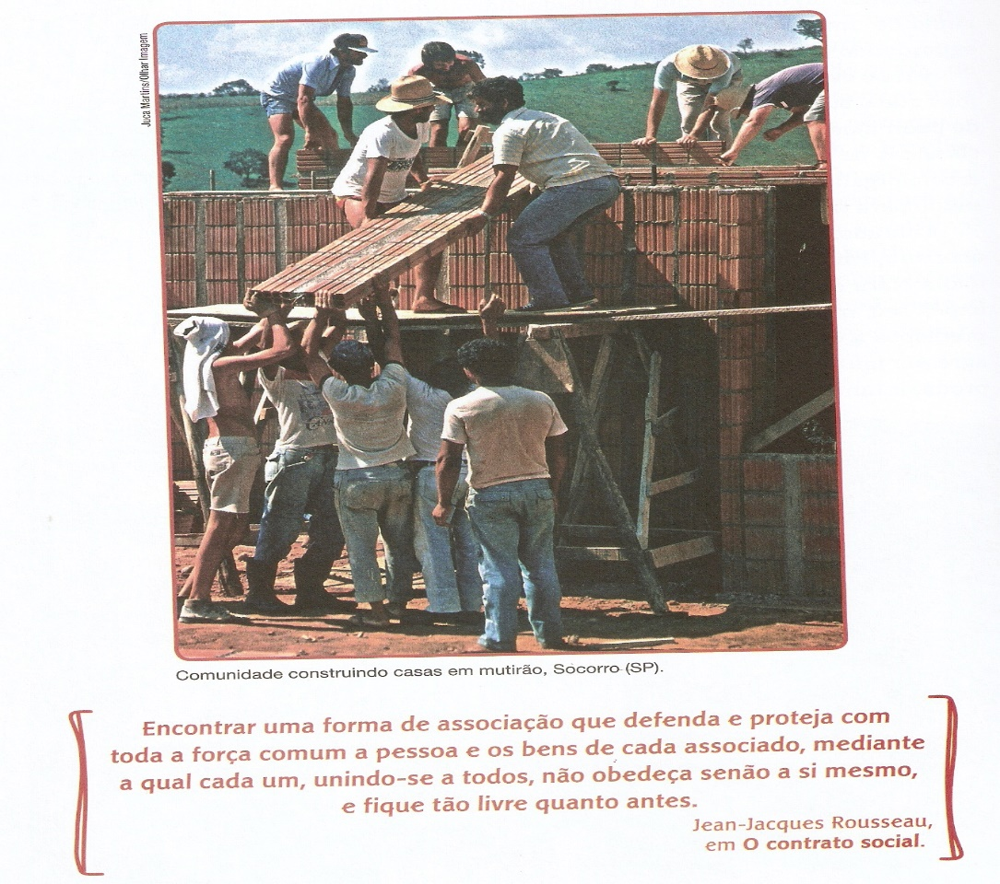 Juca Martins/Olhar Imagem
Comunidade construindo casas em mutirão, Socorro (SP).
Encontrar uma forma de associação que defenda e proteja com
toda a força comum a pessoa e os bens de cada associado, mediante
a qual cada um, unindo-se a todos, não obedeça senão a si mesmo,
e fique tão livre quanto antes.
Jean-Jacques Rousseau,
em O contrato social.